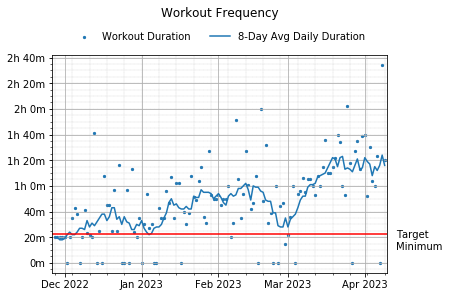 Workout Frequency
Workout Duration
8-Day Avg Daily Duration
2h 40m
2h 20m
2h 0m
1h 40m
1h 20m
1h 0m
40m
20m
0m
Target
Minimum
Dec 2022
Jan 2023
Feb 2023
Mar 2023
Apr 2023